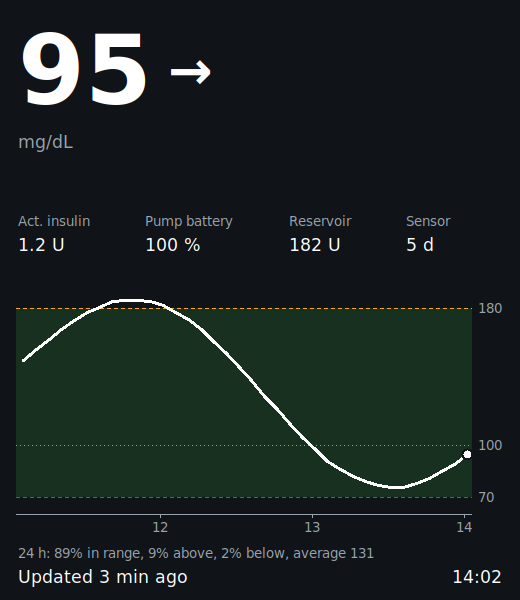 95 →
mg/dL
Act. insulin Pump battery Reservoir Sensor
1.2 U 100 % 182 U 5 d
180
100
70
12 13 14
24 h: 89% in range, 9% above, 2% below, average 131
Updated 3 min ago 14:02